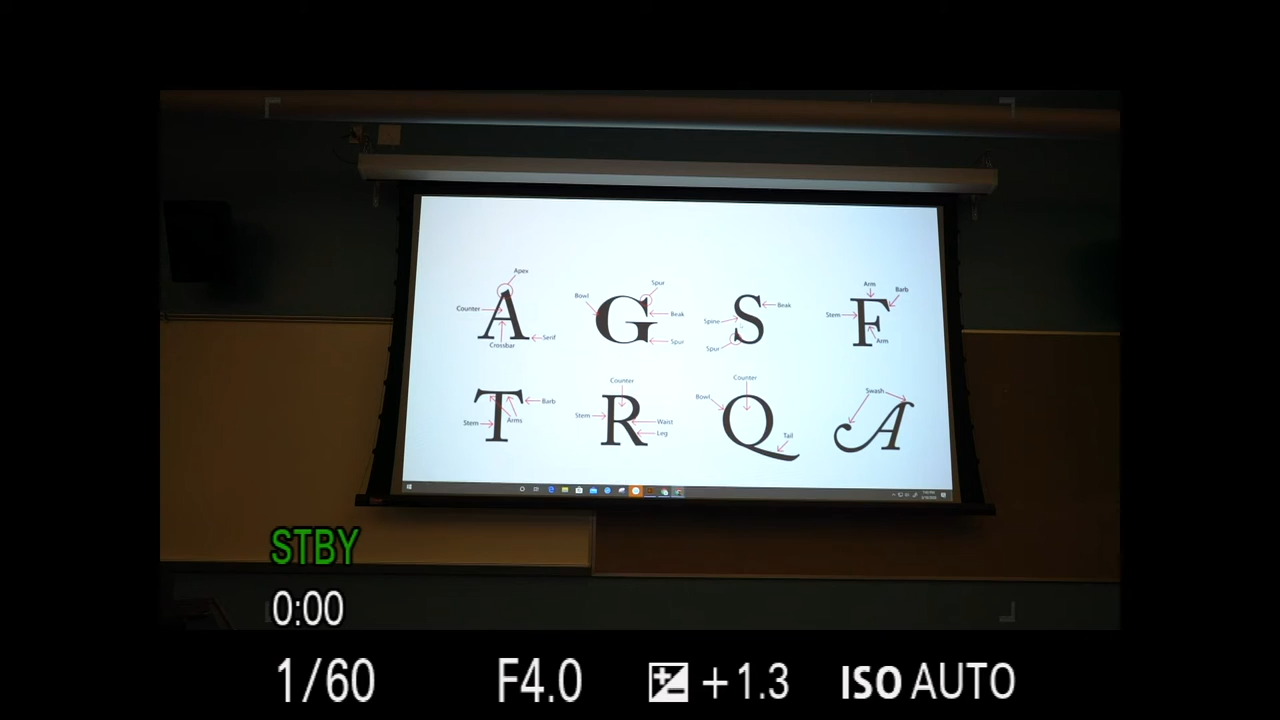 Apex
Counter
A
Crossbar
Serif
Spur
Bowl
G
Beak
Spur
Beak
Spine
S
Spur
Arm
Barb
Stem
F
Arm
T
Barb
Stem
Arms
Counter
Stem
R
Waist
Leg
Counter
Bowl
Q
Tail
Swash
A
STBY
0:00
1/60 F4.0 +1.3 ISO AUTO